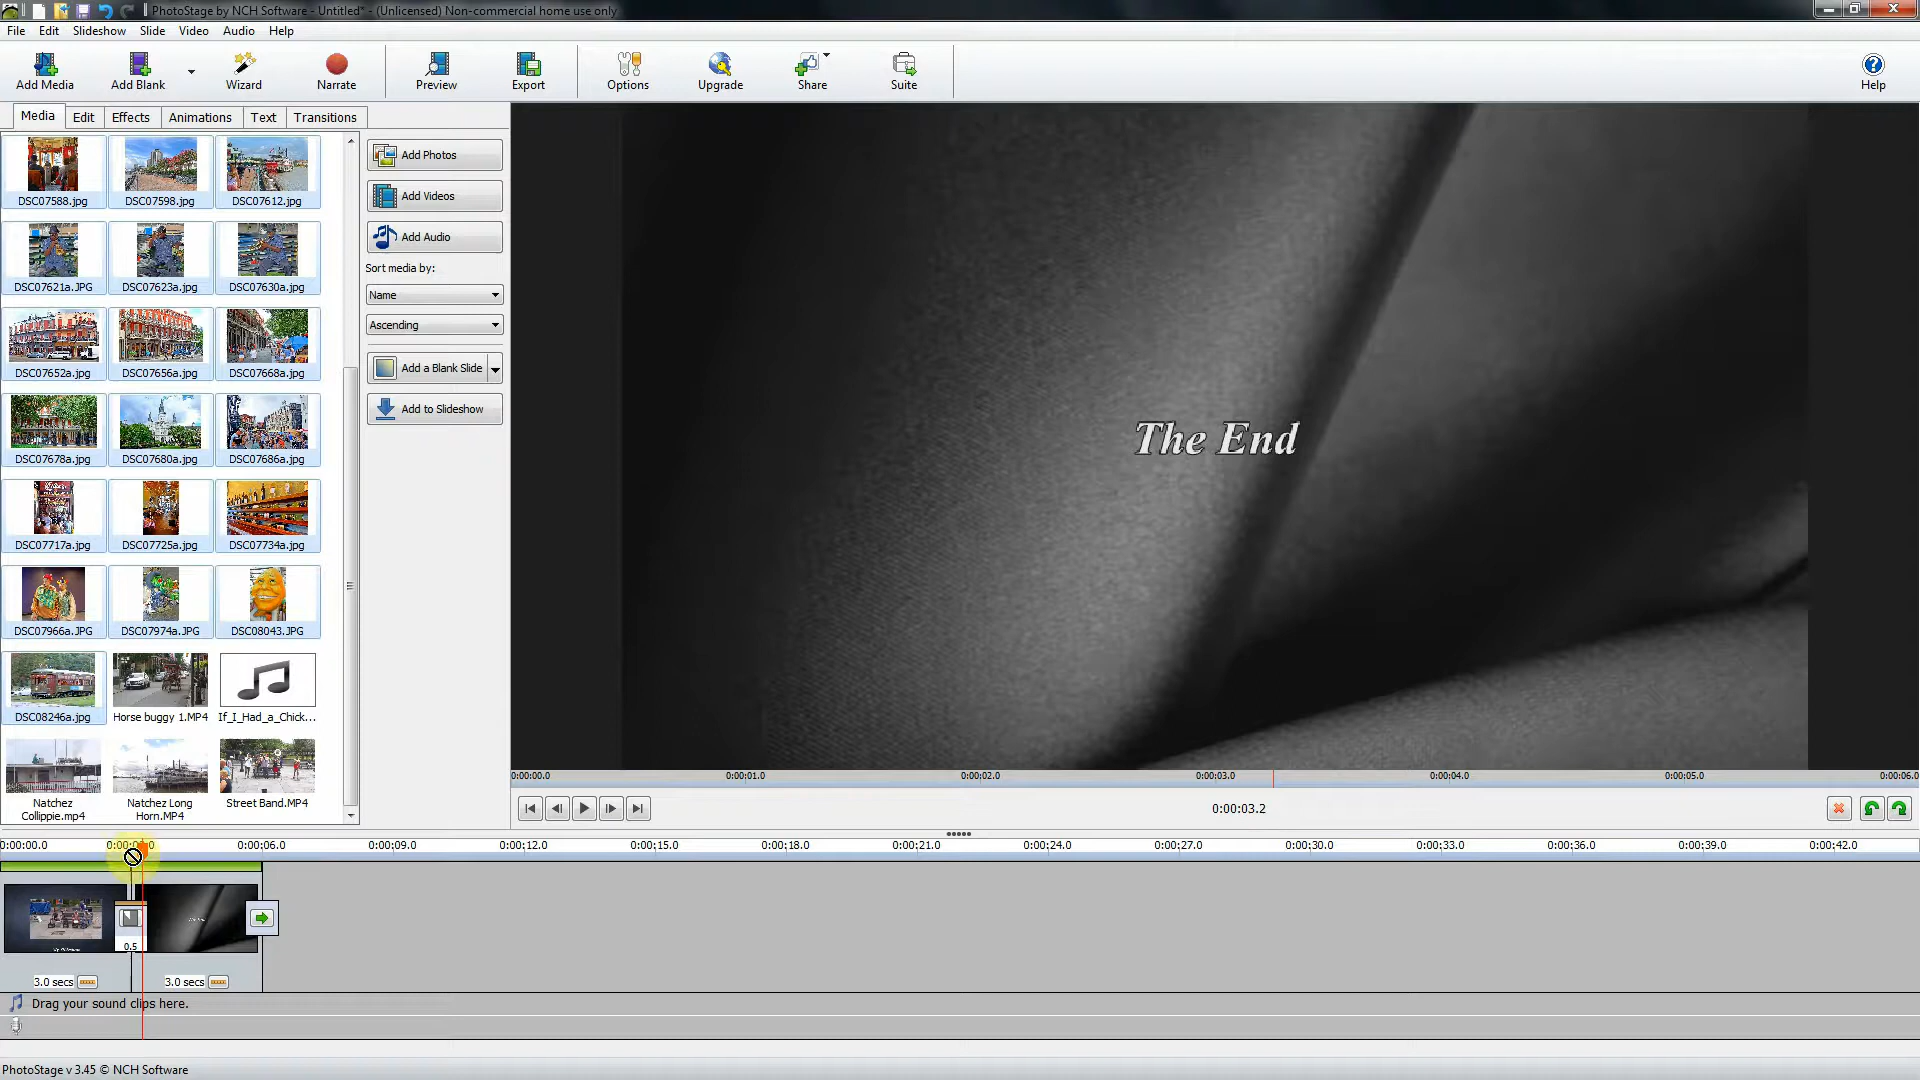 PhotoStage by NCH Software - Untitled* - (Unlicensed) Non-commercial home use only
File Edit Slideshow Slide Video Audio Help
Add Media Add Blank Wizard Narrate Preview Export Options Upgrade Share Suite Help
Media Edit Effects Animations Text Transitions
DSC07588.jpg DSC07598.jpg DSC07612.jpg
DSC07621a.JPG DSC07623a.jpg DSC07630a.jpg
DSC07652a.jpg DSC07656a.jpg DSC07668a.jpg
DSC07678a.jpg DSC07680a.jpg DSC07686a.jpg
DSC07717a.jpg DSC07725a.jpg DSC07734a.jpg
DSC07966a.JPG DSC07974a.JPG DSC08043.JPG
DSC08246a.jpg Horse buggy 1.MP4 If_I_Had_a_Chick...
Natchez Collippie.mp4
Natchez Long Horn.MP4
Street Band.MP4
Add Photos
Add Videos
Add Audio
Sort media by:
Name
Ascending
Add a Blank Slide
Add to Slideshow
The End
0:00:00.0 0:00:01.0 0:00:02.0 0:00:03.0 0:00:04.0 0:00:05.0 0:00:06.0
0:00:03.2
0:00:00.0 0:00:06.0 0:00:09.0 0:00:12.0 0:00:15.0 0:00:18.0 0:00:21.0 0:00:24.0 0:00:27.0 0:00:30.0 0:00:33.0 0:00:36.0 0:00:39.0 0:00:42.0
0.5
3.0 secs 3.0 secs
Drag your sound clips here.
PhotoStage v 3.45 © NCH Software